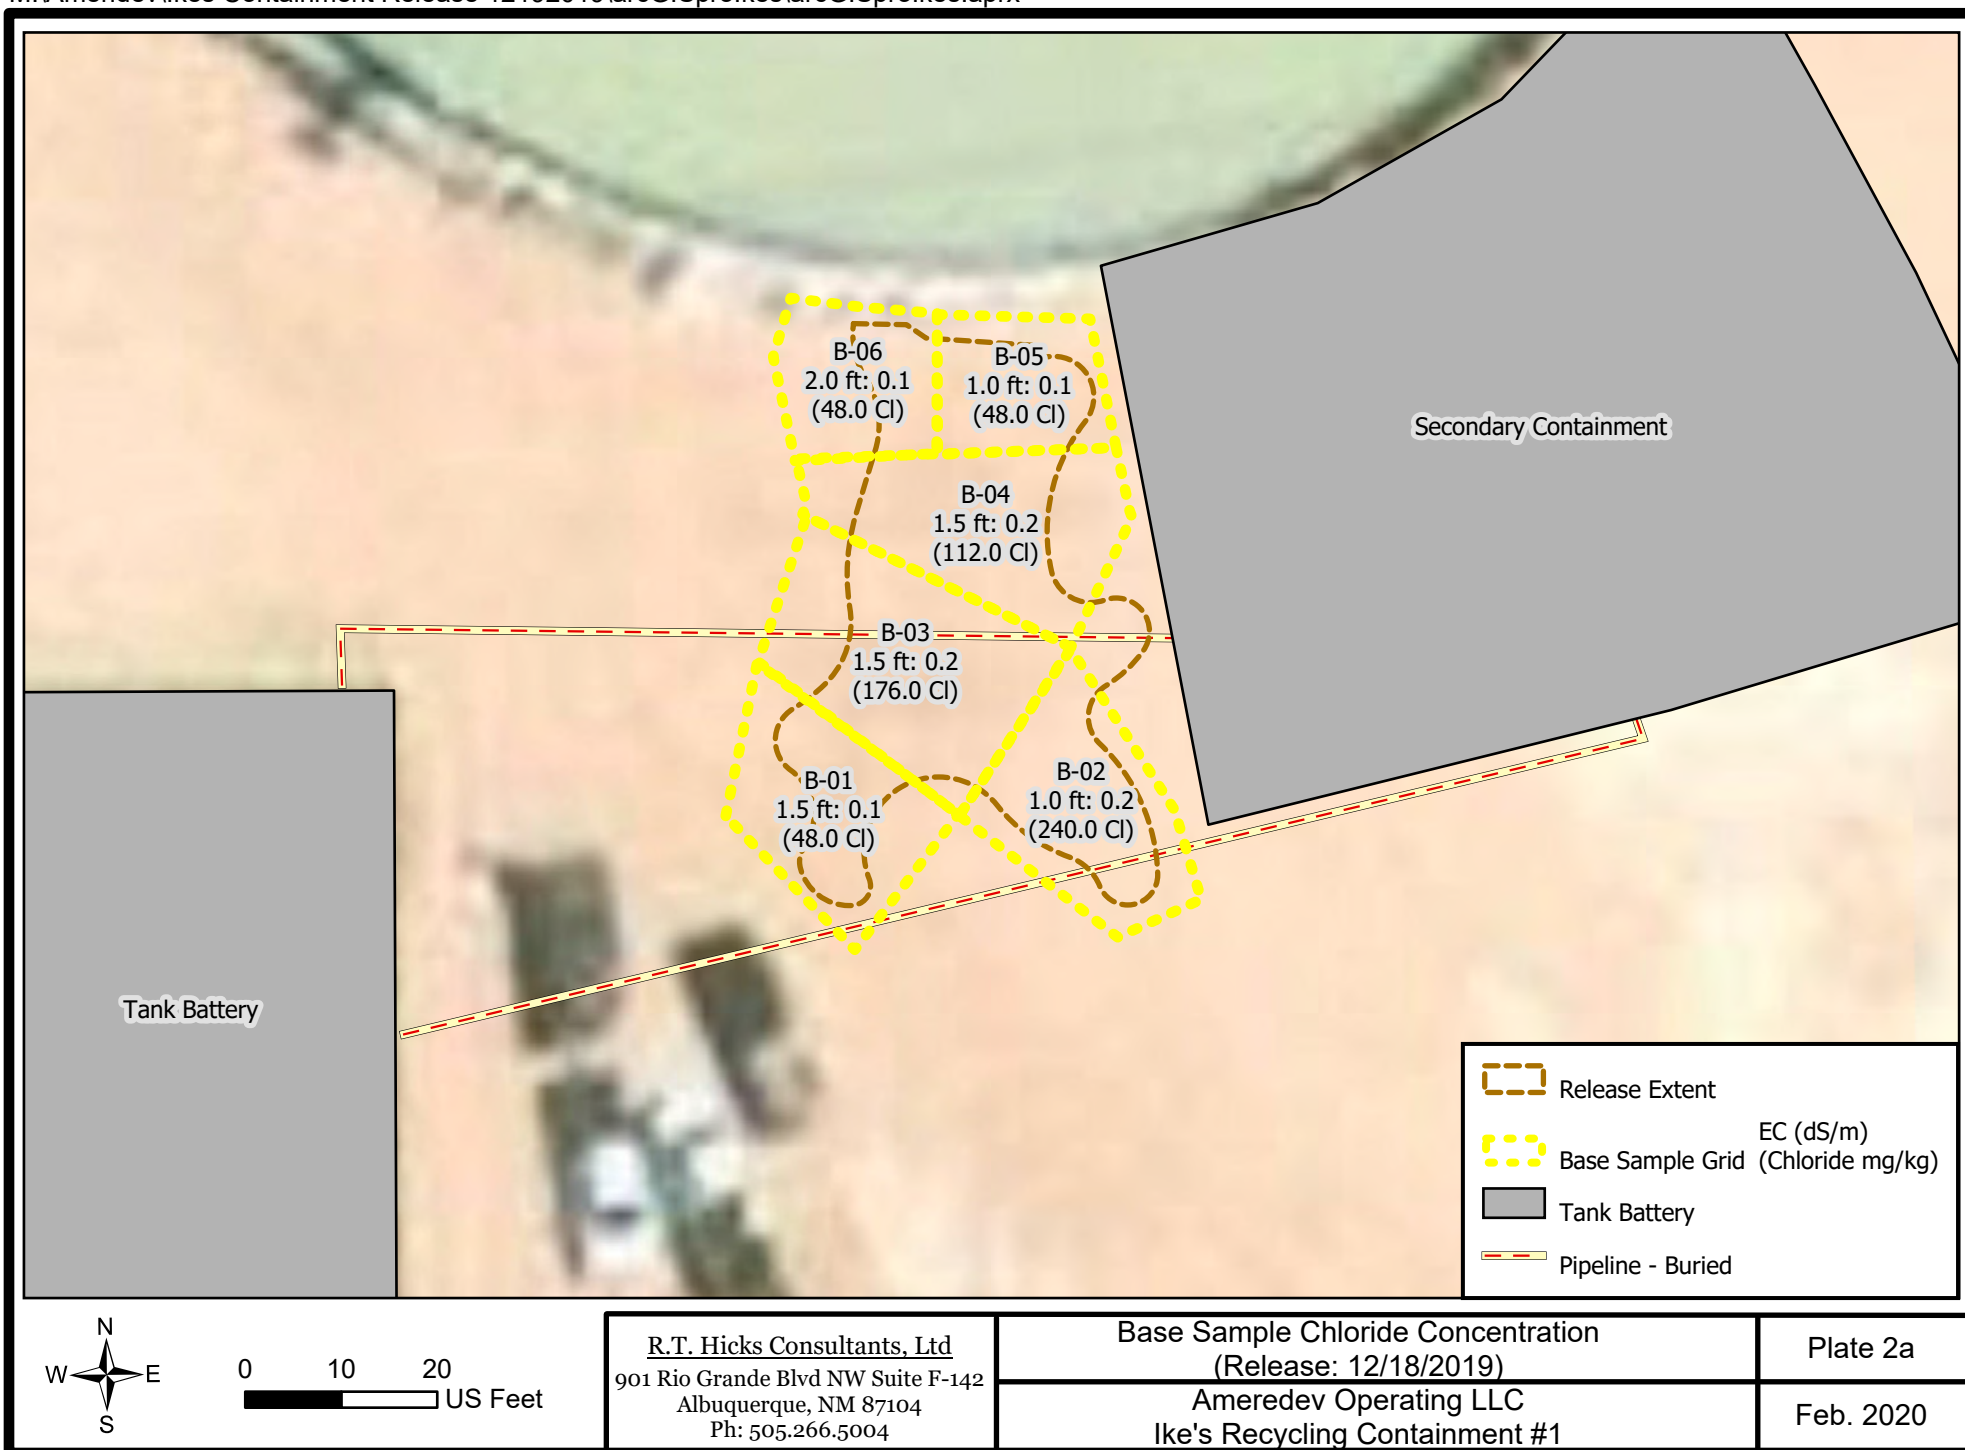 B-06
2.0 ft: 0.1
(48.0 Cl)
B-05
1.0 ft: 0.1
(48.0 Cl)
Secondary Containment
B-04
1.5 ft: 0.2
(112.0 Cl)
B-03
1.5 ft: 0.2
(176.0 Cl)
B-01
1.5 ft: 0.1
(48.0 Cl)
B-02
1.0 ft: 0.2
(240.0 Cl)
Tank Battery
Release Extent
Base Sample Grid
EC (dS/m)
(Chloride mg/kg)
Tank Battery
Pipeline - Buried
N
W E
S
0 10 20
US Feet
R.T. Hicks Consultants, Ltd
901 Rio Grande Blvd NW Suite F-142
Albuquerque, NM 87104
Ph: 505.266.5004
Base Sample Chloride Concentration
(Release: 12/18/2019)
Ameredev Operating LLC
Ike's Recycling Containment #1
Plate 2a
Feb. 2020